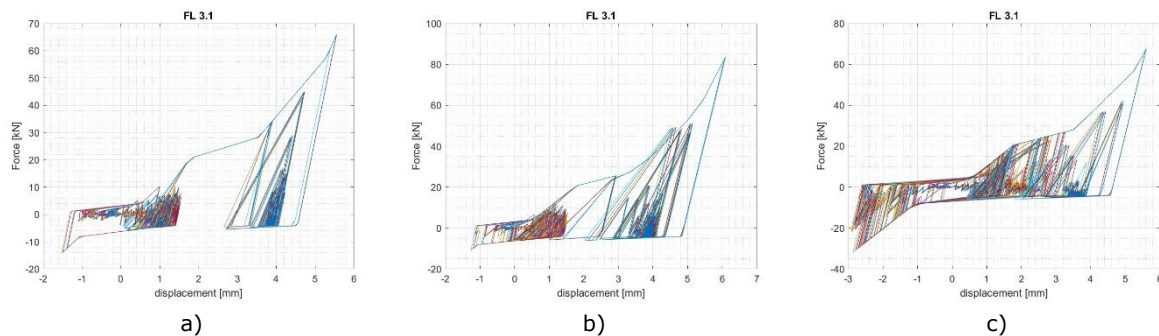 FL 3.1
70
60
50
40
30
20
10
0
-10
-20
Force [kN]
-2 -1 0 1 2 3 4 5 6
displacement [mm]
a)
FL 3.1
100
80
60
40
20
0
-20
Force [kN]
-2 -1 0 1 2 3 4 5 6 7
displacement [mm]
b)
FL 3.1
80
60
40
20
0
-20
-40
Force [kN]
-3 -2 -1 0 1 2 3 4 5 6
displacement [mm]
c)